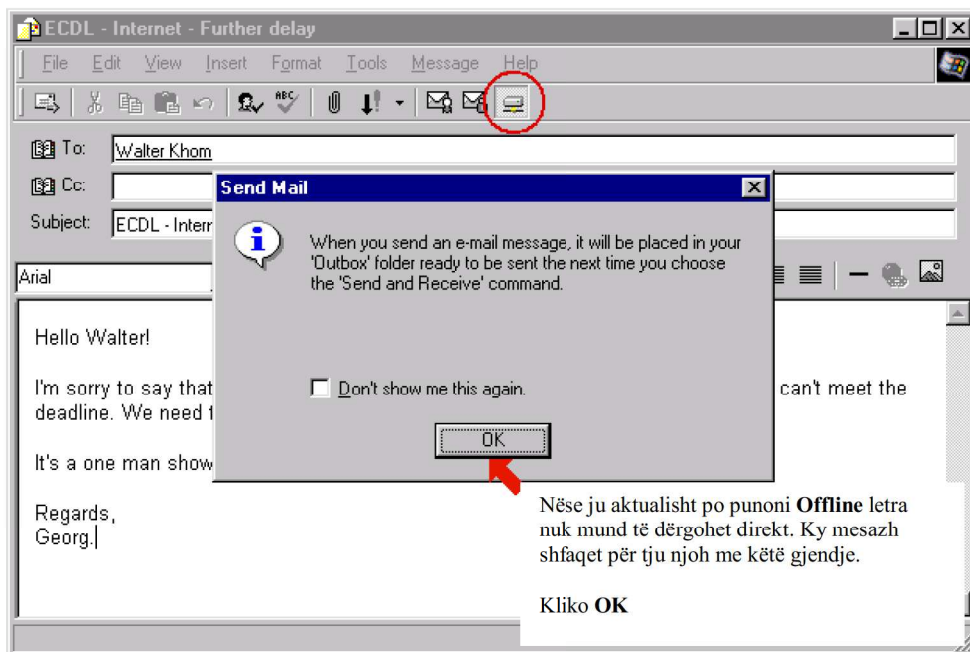 ECDL - Internet - Further delay
File Edit View Insert Format Tools Message Help
ABC
To: Walter Khom
Cc:
Send Mail
Subject: ECDL - Intern
When you send an e-mail message, it will be placed in your
'Outbox' folder ready to be sent the next time you choose
the 'Send and Receive' command.
Arial
Hello Walter!
I'm sorry to say that can't meet the
Don't show me this again.
deadline. We need t
OK
It's a one man show
Regards,
Georg.
Nëse ju aktualisht po punoni Offline letra
nuk mund të dërgohet direkt. Ky mesazh
shfaqet për tju njoh me këtë gjendje.
Kliko OK